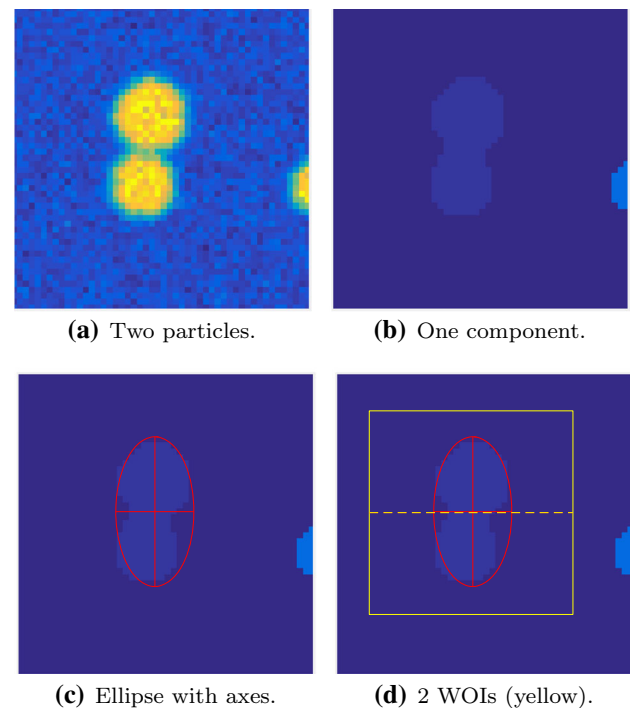 (a) Two particles.
(b) One component.
(c) Ellipse with axes.
(d) 2 WOIs (yellow).